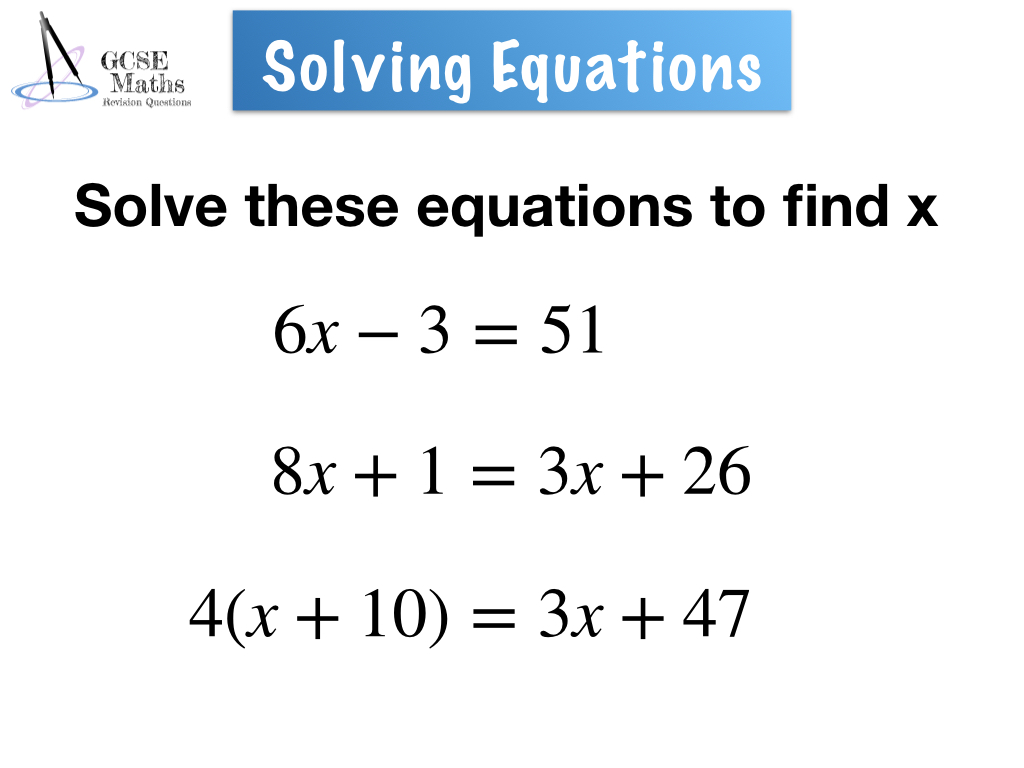 GCSE
Maths
Revision Questions
Solving Equations
Solve these equations to find x
6x − 3 = 51
8x + 1 = 3x + 26
4(x + 10) = 3x + 47